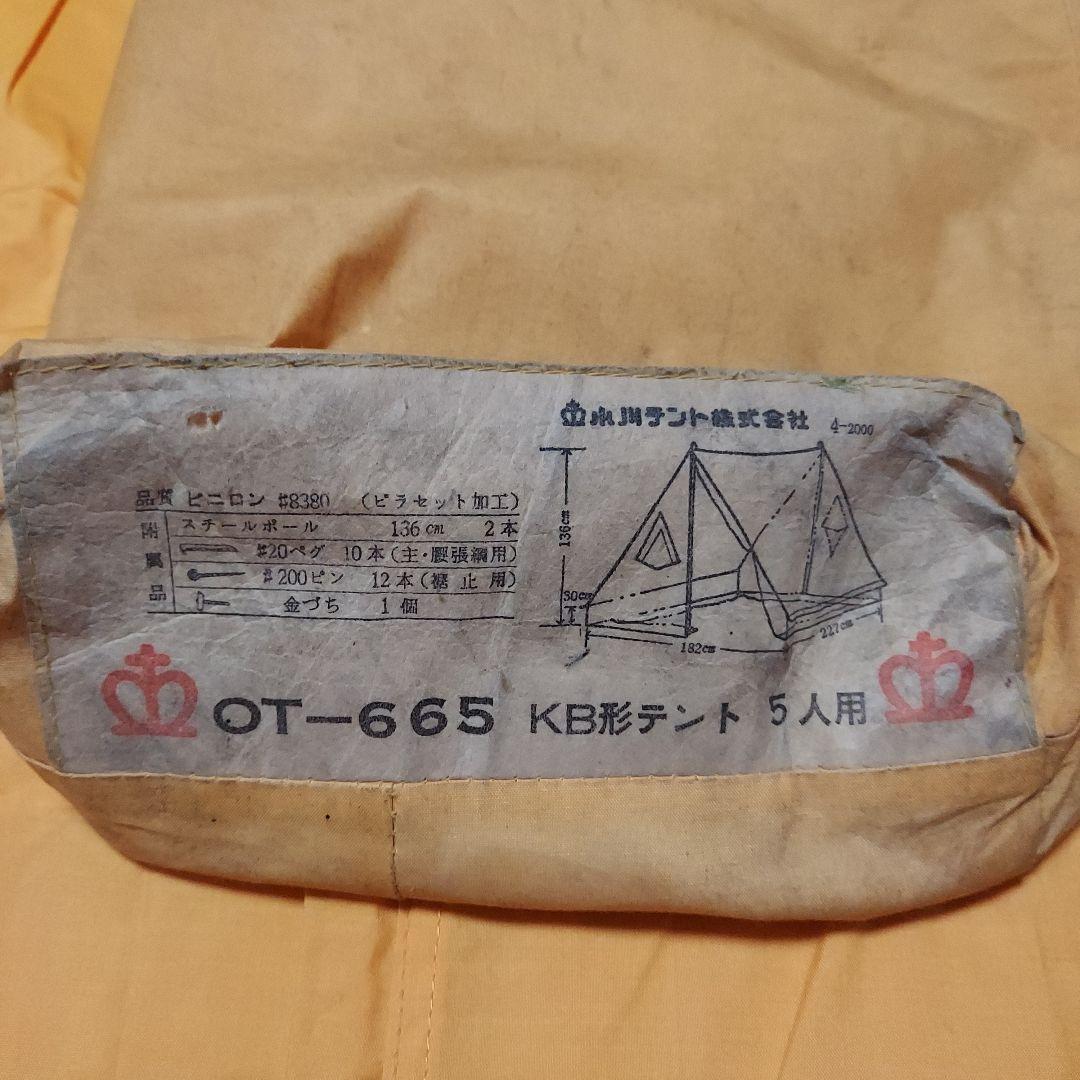 小川テント株式会社 4-2000
品質 ビニロン #8380 (ビラセット加工)
附属品
スチールポール 136cm 2本
#20ペグ 10本(主・腰張綱用)
#200ピン 12本(裾止用)
金づち 1個
136cm
30cm
182cm
227cm
OT-665 KB形テント 5人用